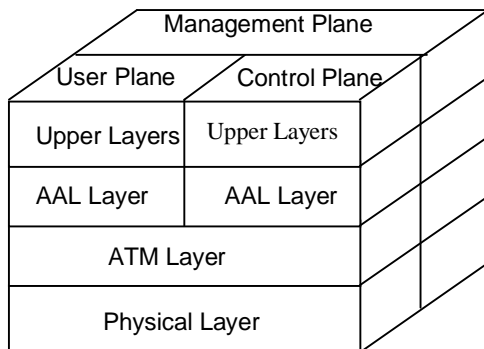 Management Plane
User Plane Control Plane
Upper Layers Upper Layers
AAL Layer AAL Layer
ATM Layer
Physical Layer